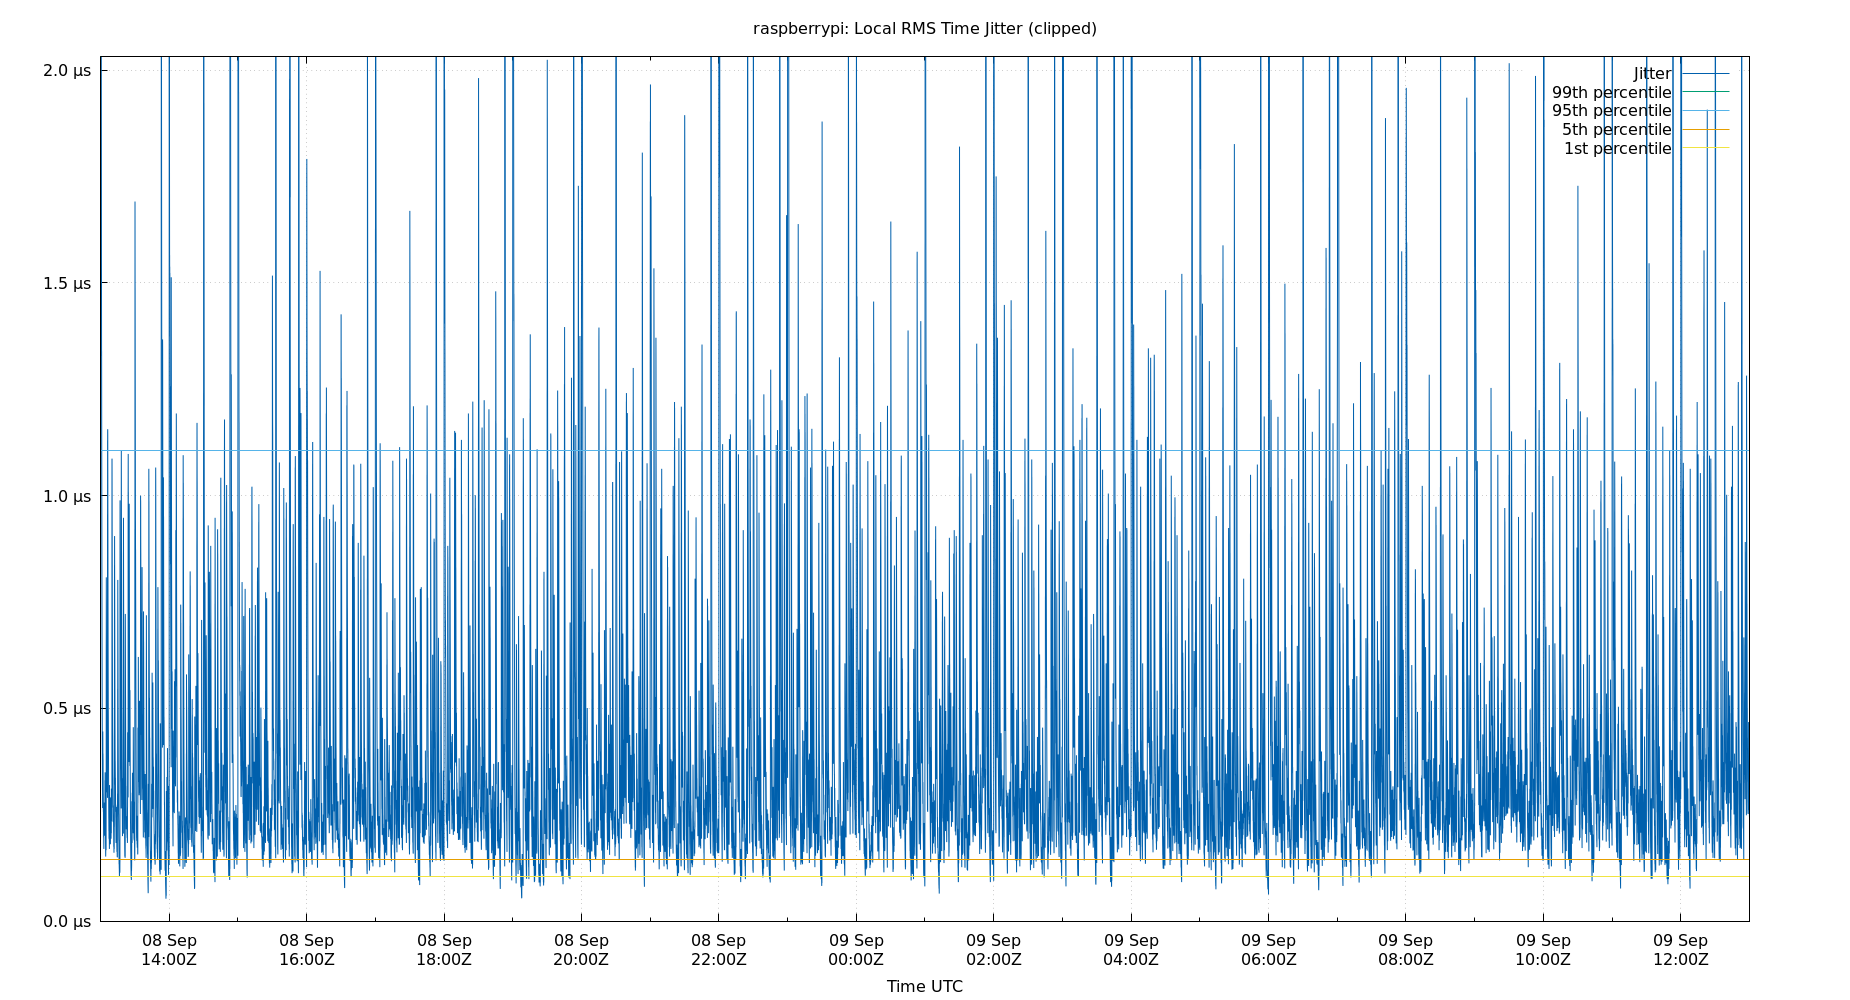 raspberrypi: Local RMS Time Jitter (clipped)
2.0 µs
1.5 µs
1.0 µs
0.5 µs
0.0 µs
Jitter
99th percentile
95th percentile
5th percentile
1st percentile
08 Sep 08 Sep 08 Sep 08 Sep 08 Sep 09 Sep 09 Sep 09 Sep 09 Sep 09 Sep 09 Sep 09 Sep
14:00Z 16:00Z 18:00Z 20:00Z 22:00Z 00:00Z 02:00Z 04:00Z 06:00Z 08:00Z 10:00Z 12:00Z
Time UTC